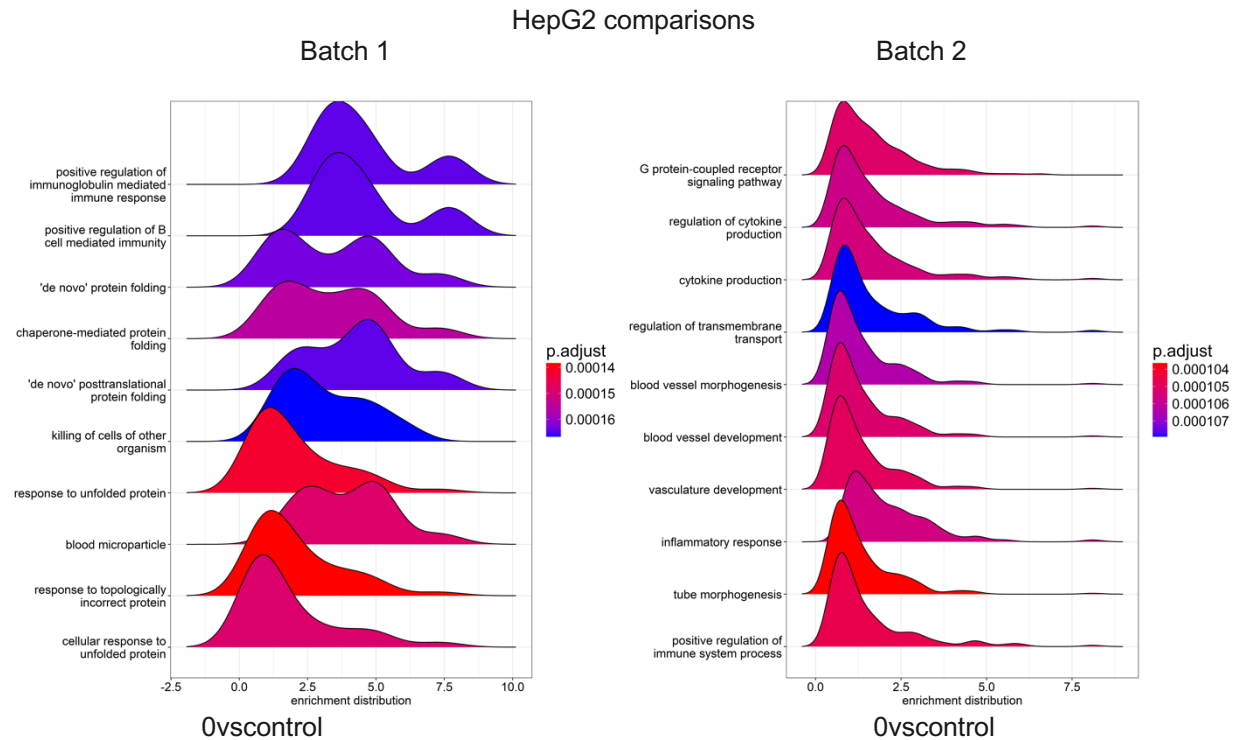 HepG2 comparisons
Batch 1
positive regulation of
immunoglobulin mediated
immune response
positive regulation of B
cell mediated immunity
'de novo' protein folding
chaperone-mediated protein
folding
'de novo' posttranslational
protein folding
killing of cells of other
organism
response to unfolded protein
blood microparticle
response to topologically
incorrect protein
cellular response to
unfolded protein
-2.5 0.0 2.5 5.0 7.5 10.0
enrichment distribution
p.adjust
0.00014
0.00015
0.00016
0vscontrol
Batch 2
G protein-coupled receptor
signaling pathway
regulation of cytokine
production
cytokine production
regulation of transmembrane
transport
blood vessel morphogenesis
blood vessel development
vasculature development
inflammatory response
tube morphogenesis
positive regulation of
immune system process
0.0 2.5 5.0 7.5
enrichment distribution
p.adjust
0.000104
0.000105
0.000106
0.000107
0vscontrol